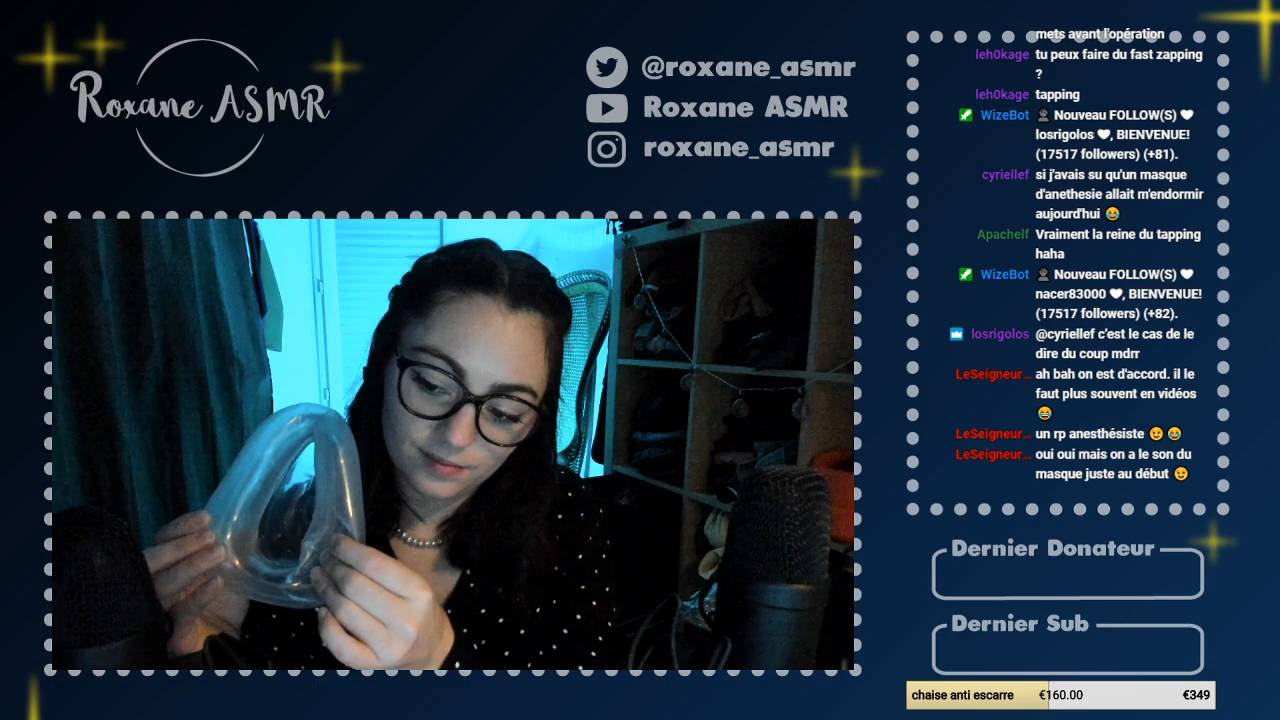 Roxane ASMR
@roxane_asmr
Roxane ASMR
roxane_asmr
mets avant l'opération
leh0kage tu peux faire du fast zapping
?
leh0kage tapping
WizeBot Nouveau FOLLOW(S)
losrigolos, BIENVENUE!
(17517 followers) (+81).
cyriellef si j'avais su qu'un masque
d'anethesie allait m'endormir
aujourd'hui 😂
Apachelf Vraiment la reine du tapping
haha
WizeBot Nouveau FOLLOW(S)
nacer83000, BIENVENUE!
(17517 followers) (+82).
losrigolos @cyriellef c'est le cas de le
dire du coup mdrr
LeSeigneur… ah bah on est d'accord. il le
faut plus souvent en vidéos
😂
LeSeigneur… un rp anesthésiste 😉 😂
LeSeigneur… oui oui mais on a le son du
masque juste au début 😉
Dernier Donateur
Dernier Sub
chaise anti escarre €160.00 €349